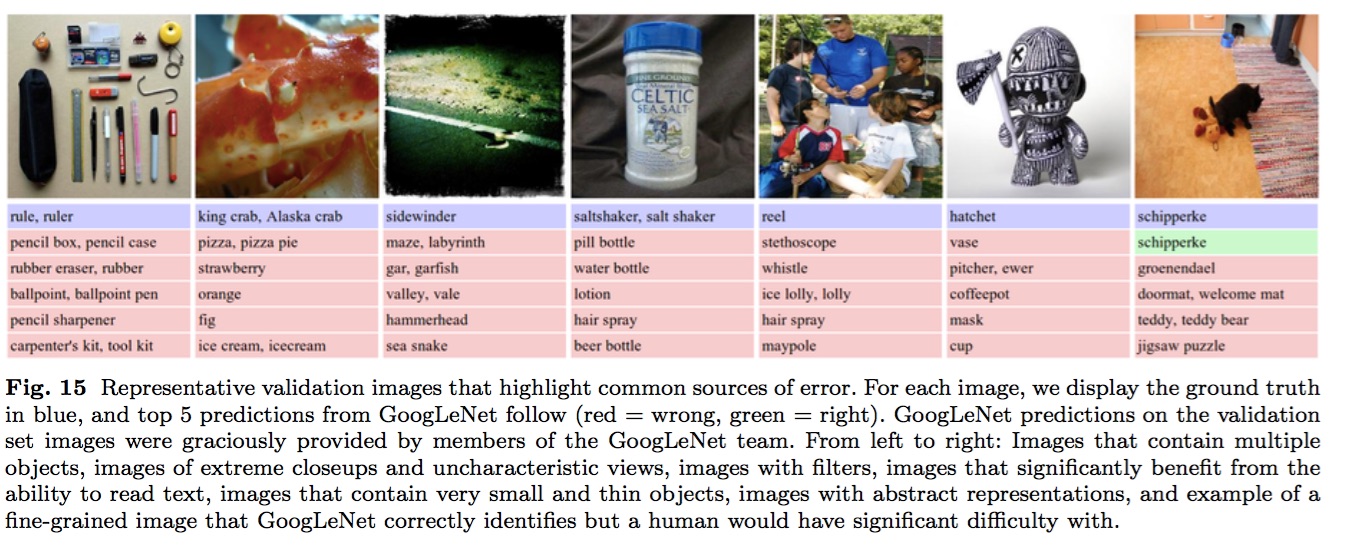 FINE GROUND
CELTIC
SEA SALT
rule, ruler
pencil box, pencil case
rubber eraser, rubber
ballpoint, ballpoint pen
pencil sharpener
carpenter's kit, tool kit
king crab, Alaska crab
pizza, pizza pie
strawberry
orange
fig
ice cream, icecream
sidewinder
maze, labyrinth
gar, garfish
valley, vale
hammerhead
sea snake
saltshaker, salt shaker
pill bottle
water bottle
lotion
hair spray
beer bottle
reel
stethoscope
whistle
ice lolly, lolly
hair spray
maypole
hatchet
vase
pitcher, ewer
coffeepot
mask
cup
schipperke
schipperke
groenendael
doormat, welcome mat
teddy, teddy bear
jigsaw puzzle
Fig. 15 Representative validation images that highlight common sources of error. For each image, we display the ground truth
in blue, and top 5 predictions from GoogLeNet follow (red = wrong, green = right). GoogLeNet predictions on the validation
set images were graciously provided by members of the GoogLeNet team. From left to right: Images that contain multiple
objects, images of extreme closeups and uncharacteristic views, images with filters, images that significantly benefit from the
ability to read text, images that contain very small and thin objects, images with abstract representations, and example of a
fine-grained image that GoogLeNet correctly identifies but a human would have significant difficulty with.